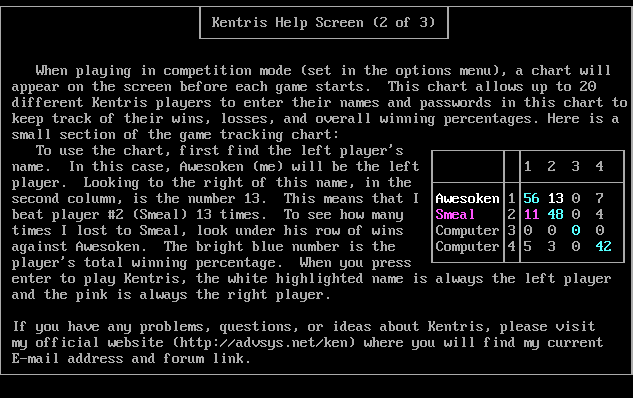 Kentris Help Screen (2 of 3)
When playing in competition mode (set in the options menu), a chart will
appear on the screen before each game starts.  This chart allows up to 20
different Kentris players to enter their names and passwords in this chart to
keep track of their wins, losses, and overall winning percentages. Here is a
small section of the game tracking chart:
To use the chart, first find the left player's
name.  In this case, Awesoken (me) will be the left
player.  Looking to the right of this name, in the
second column, is the number 13.  This means that I
beat player #2 (Smeal) 13 times.  To see how many
times I lost to Smeal, look under his row of wins
against Awesoken.  The bright blue number is the
player's total winning percentage.  When you press
enter to play Kentris, the white highlighted name is always the left player
and the pink is always the right player.
1 2 3 4
Awesoken 1 56 13 0 7
Smeal 2 11 48 0 4
Computer 3 0 0 0 0
Computer 4 5 3 0 42
If you have any problems, questions, or ideas about Kentris, please visit
my official website (http://advsys.net/ken) where you will find my current
E-mail address and forum link.